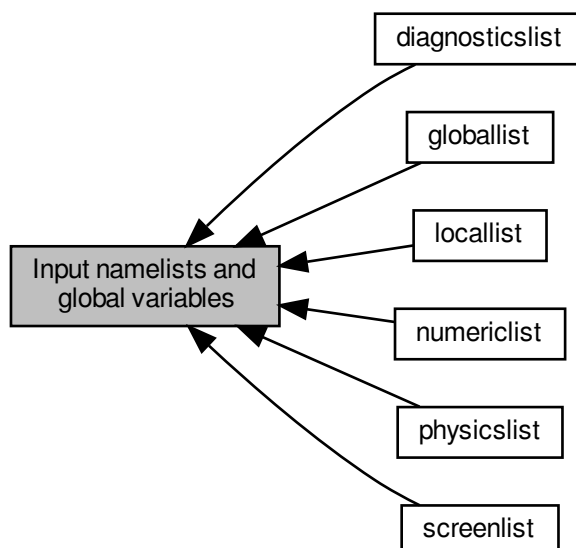 diagnosticslist
globallist
locallist
Input namelists and
global variables
numericlist
physicslist
screenlist